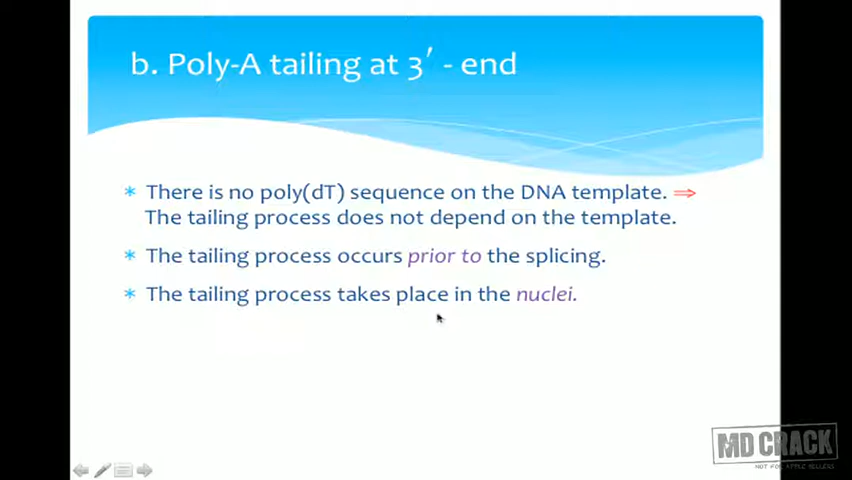 b. Poly-A tailing at 3′ - end
* There is no poly(dT) sequence on the DNA template. ⇒
The tailing process does not depend on the template.
* The tailing process occurs prior to the splicing.
* The tailing process takes place in the nuclei.
MD CRACK
NOT FOR APPLE SELLERS